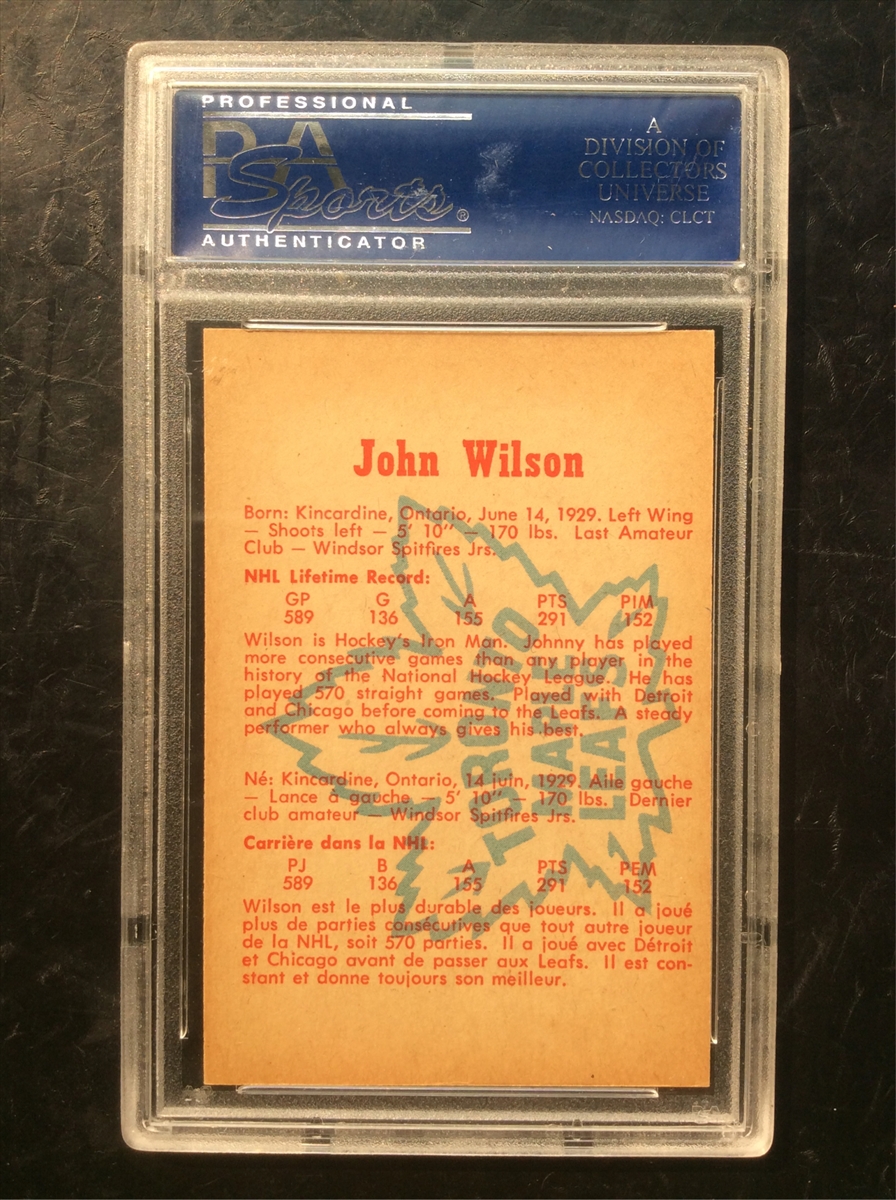 PROFESSIONAL
PSA
Sports®
AUTHENTICATOR
A
DIVISION OF
COLLECTORS
UNIVERSE
NASDAQ: CLCT
John Wilson
Born: Kincardine, Ontario, June 14, 1929. Left Wing
— Shoots left — 5' 10" — 170 lbs. Last Amateur
Club — Windsor Spitfires Jrs.
NHL Lifetime Record:
GP G A PTS PIM
589 136 155 291 152
Wilson is Hockey's Iron Man. Johnny has played
more consecutive games than any player in the
history of the National Hockey League. He has
played 570 straight games. Played with Detroit
and Chicago before coming to the Leafs. A steady
performer who always gives his best.
TORONTO
MAPLE
LEAFS
Né: Kincardine, Ontario, 14 juin, 1929. Aile gauche
— Lance à gauche — 5' 10" — 170 lbs. Dernier
club amateur — Windsor Spitfires Jrs.
Carrière dans la NHL:
PJ B A PTS PEM
589 136 155 291 152
Wilson est le plus durable des joueurs. Il a joué
plus de parties consécutives que tout autre joueur
de la NHL, soit 570 parties. Il a joué avec Détroit
et Chicago avant de passer aux Leafs. Il est con-
stant et donne toujours son meilleur.